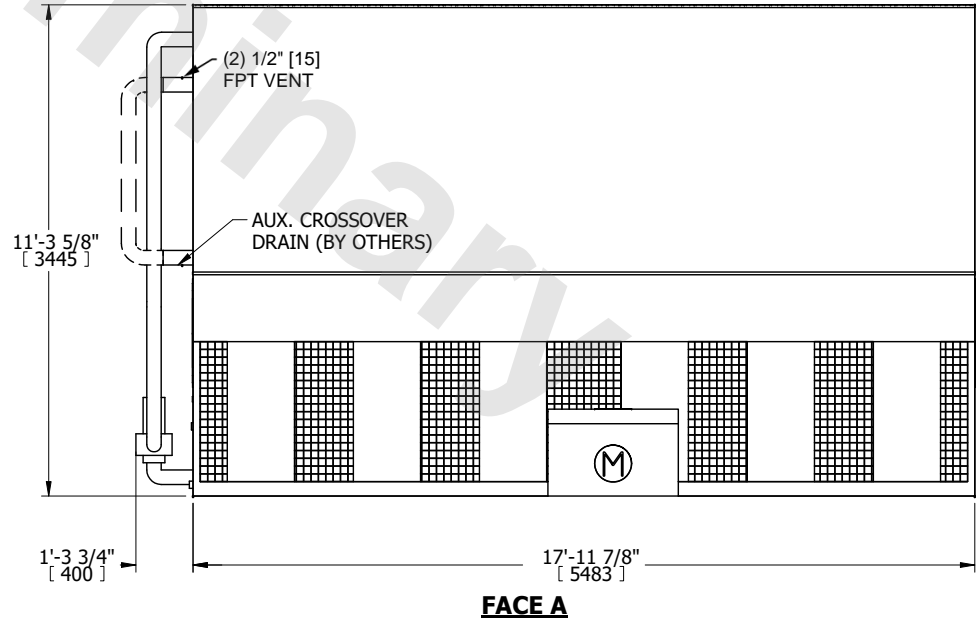 minary
(2) 1/2" [15]
FPT VENT
AUX. CROSSOVER
DRAIN (BY OTHERS)
11'-3 5/8"
[ 3445 ]
M
1'-3 3/4"
[ 400 ]
17'-11 7/8"
[ 5483 ]
FACE A